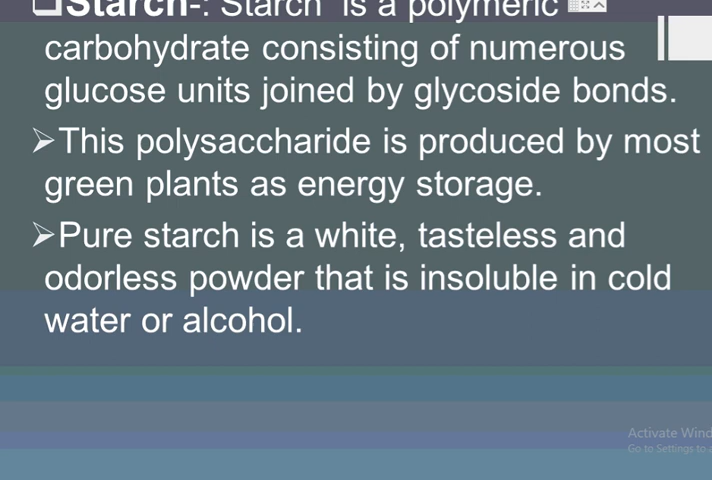 ❑Starch-: Starch is a polymeric
carbohydrate consisting of numerous
glucose units joined by glycoside bonds.
➢This polysaccharide is produced by most
green plants as energy storage.
➢Pure starch is a white, tasteless and
odorless powder that is insoluble in cold
water or alcohol.
Activate Wind
Go to Settings to a